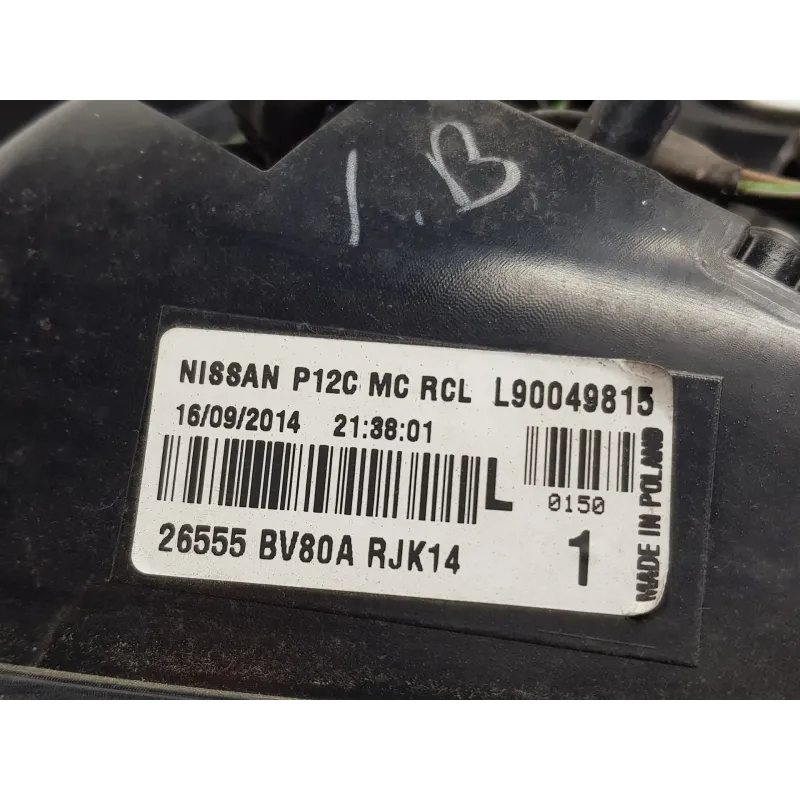 1.B
NISSAN P12C MC RCL L90049815
16/09/2014 21:38:01
L
0150
26555 BV80A RJK14
1
MADE IN POLAND